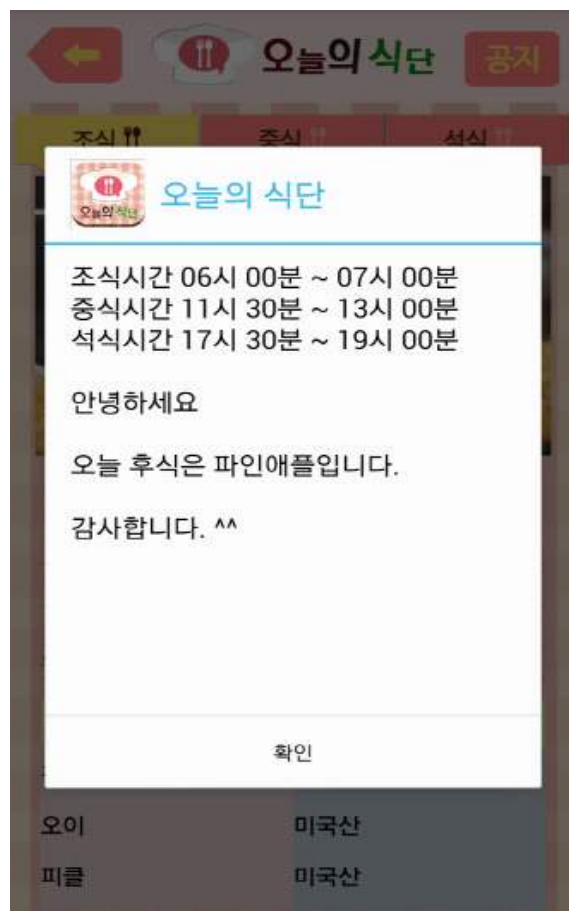 오늘의 식단
공지
조식
중식
석식
오늘의 식단
오늘의 식단
조식시간 06시 00분 ~ 07시 00분
중식시간 11시 30분 ~ 13시 00분
석식시간 17시 30분 ~ 19시 00분
안녕하세요
오늘 후식은 파인애플입니다.
감사합니다. ^^
확인
오이 미국산
피클 미국산